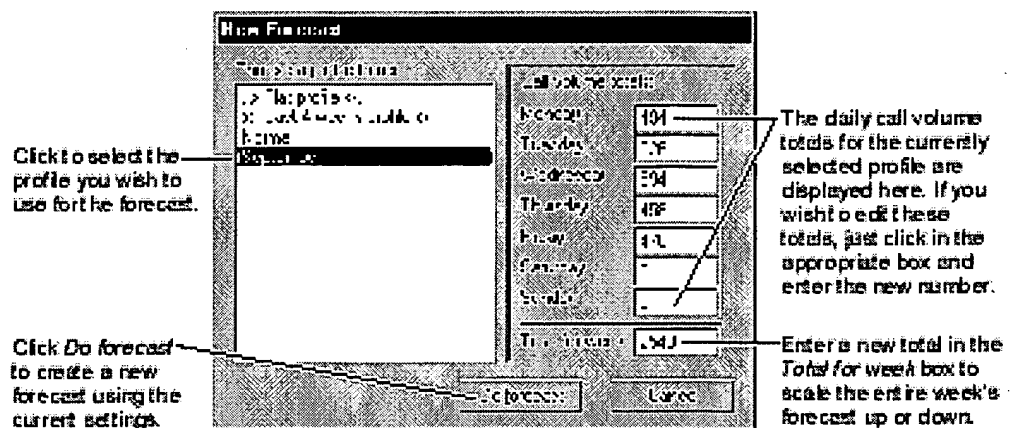 New Forecast
Call volume totals:
Monday
Tuesday
Wednesday
Thursday
Friday
Saturday
Sunday
Click to select the
profile you wish to
use for the forecast.
Click Do forecast
to create a new
forecast using the
current settings.
Do forecast
Cancel
The daily call volume
totals for the currently
selected profile are
displayed here. If you
wish to edit these
totals, just click in the
appropriate box and
enter the new number.
Enter a new total in the
Total for week box to
scale the entire week's
forecast up or down.